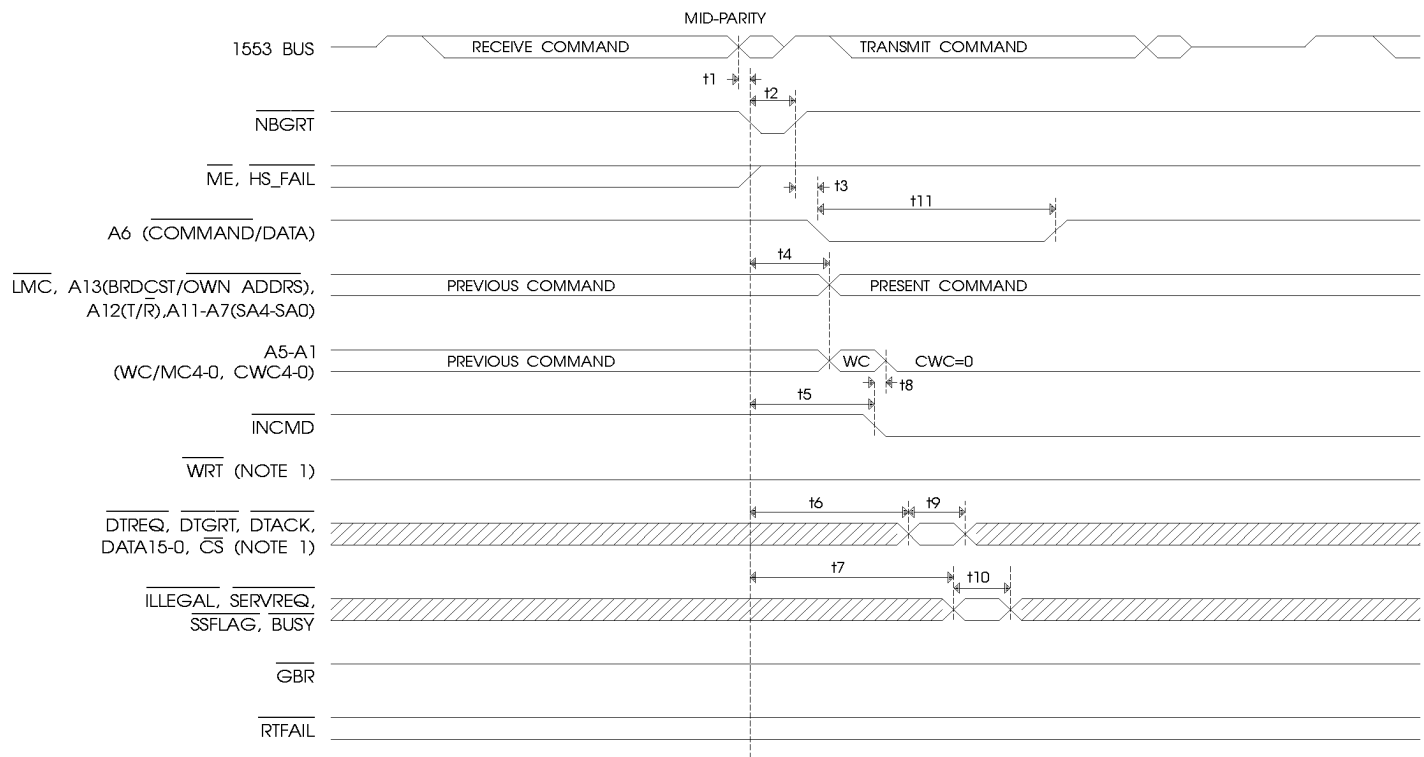 MID-PARITY
1553 BUS
RECEIVE COMMAND
TRANSMIT COMMAND
t1
t2
NBGRT
ME, HS_FAIL
t3
t11
A6 (COMMAND/DATA)
t4
LMC, A13(BRDCST/OWN ADDRS),
A12(T/R),A11-A7(SA4-SA0)
PREVIOUS COMMAND
PRESENT COMMAND
A5-A1
(WC/MC4-0, CWC4-0)
PREVIOUS COMMAND
WC
CWC=0
t8
t5
INCMD
WRT (NOTE 1)
t6
t9
DTREQ, DTGRT, DTACK,
DATA15-0, CS (NOTE 1)
t7
t10
ILLEGAL, SERVREQ,
SSFLAG, BUSY
GBR
RTFAIL